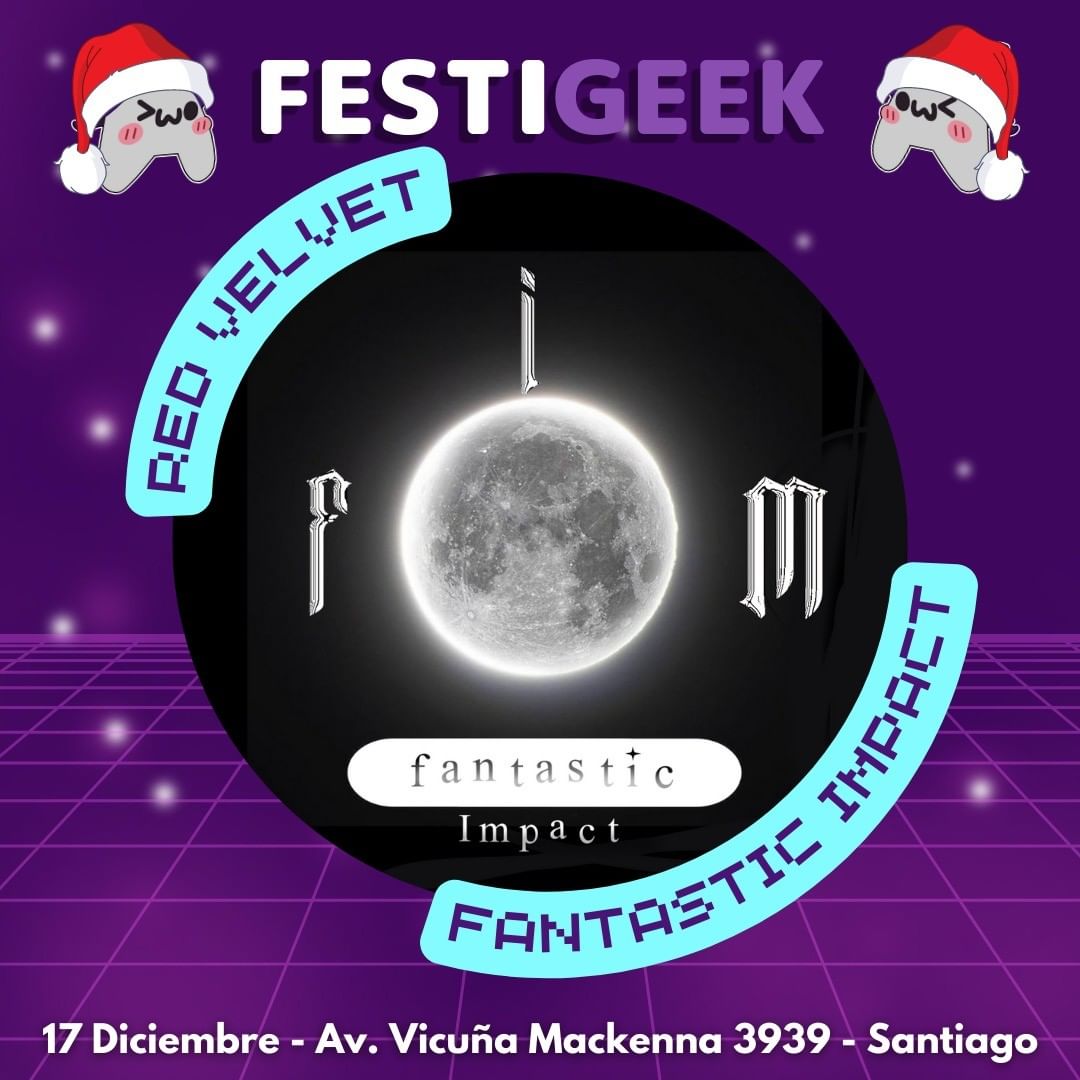 FESTIGEEK
RED VELVET
i
F M
fantastic
Impact
FANTASTIC IMPACT
17 Diciembre - Av. Vicuña Mackenna 3939 - Santiago